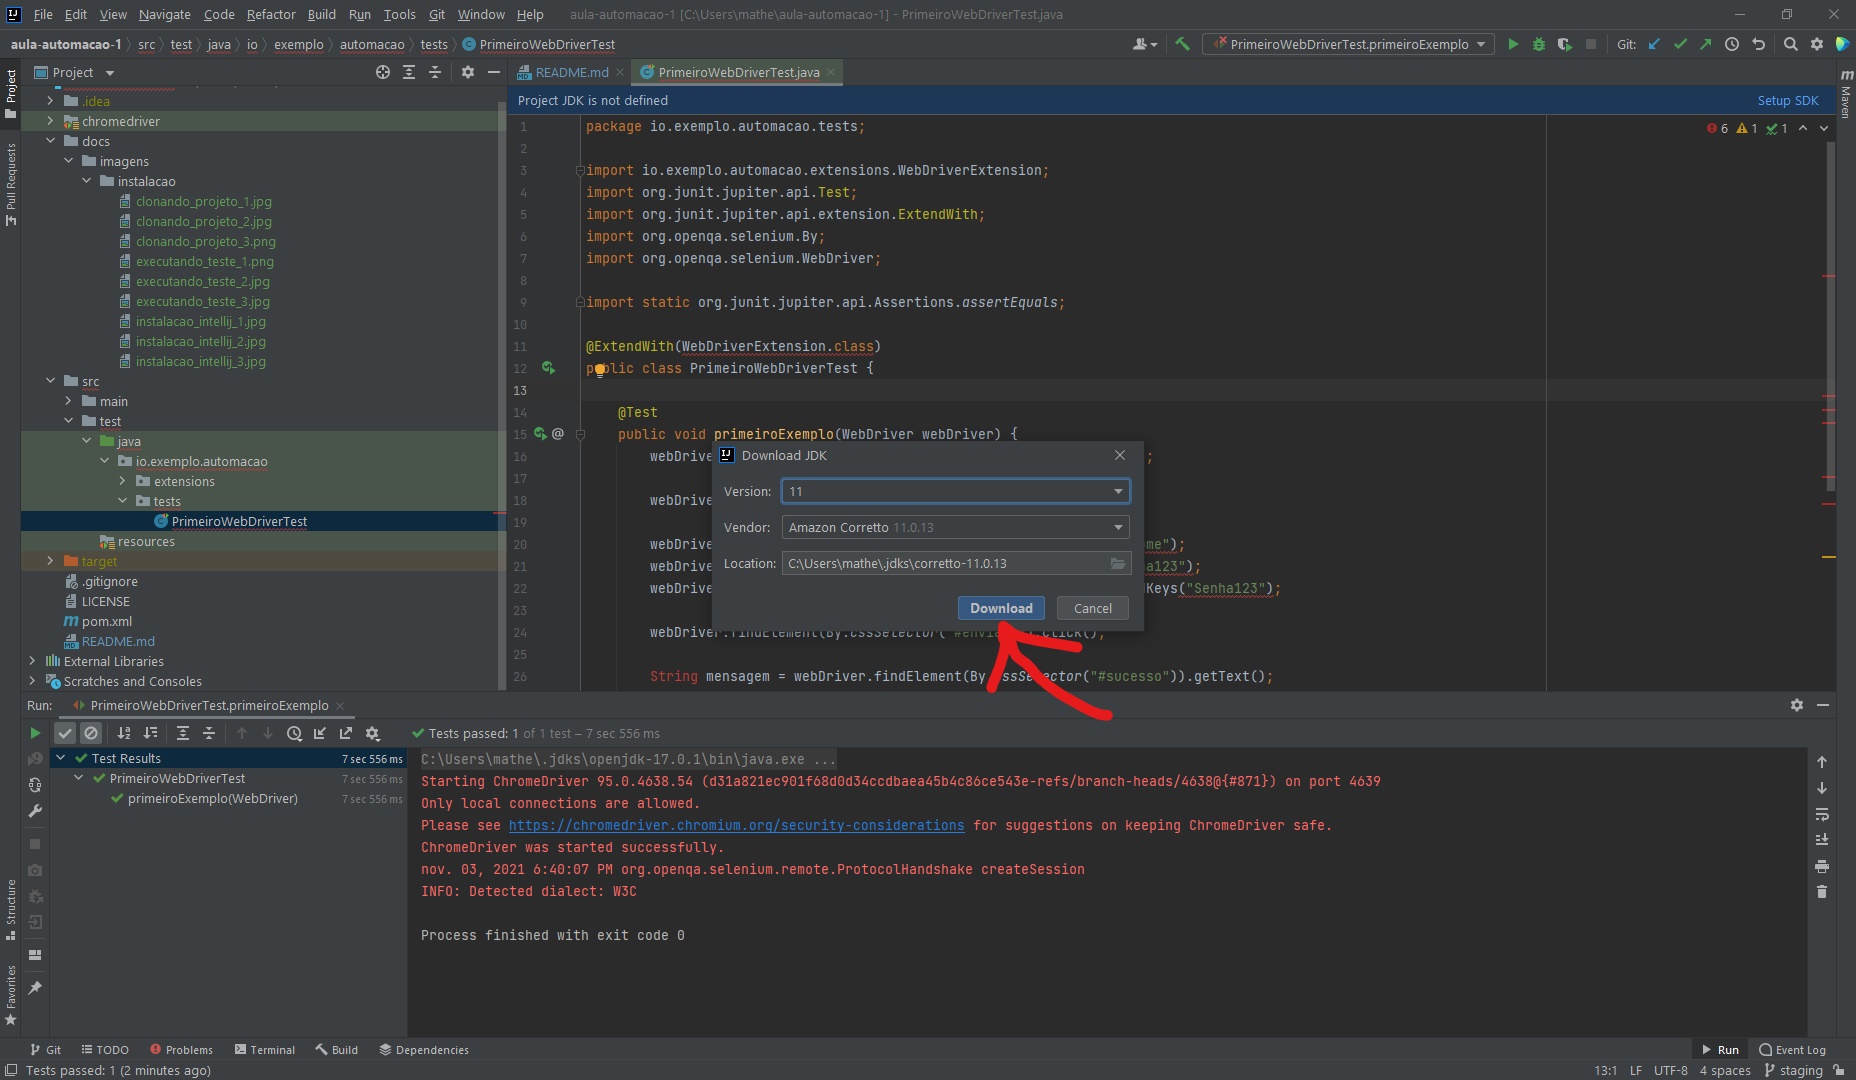 File Edit View Navigate Code Refactor Build Run Tools Git Window Help aula-automacao-1 [C:\Users\mathe\aula-automacao-1] - PrimeiroWebDriverTest.java
aula-automacao-1 src test java io exemplo automacao tests PrimeiroWebDriverTest PrimeiroWebDriverTest.primeiroExemplo Git:
Project
README.md
PrimeiroWebDriverTest.java
Project JDK is not defined Setup SDK
Project
Pull Requests
Structure
Favorites
Maven
.idea
chromedriver
docs
imagens
instalacao
clonando_projeto_1.jpg
clonando_projeto_2.jpg
clonando_projeto_3.png
executando_teste_1.png
executando_teste_2.jpg
executando_teste_3.jpg
instalacao_intellij_1.jpg
instalacao_intellij_2.jpg
instalacao_intellij_3.jpg
src
main
test
java
io.exemplo.automacao
extensions
tests
PrimeiroWebDriverTest
resources
target
.gitignore
LICENSE
pom.xml
README.md
External Libraries
Scratches and Consoles
6 1 1
1 package io.exemplo.automacao.tests;
2
3 import io.exemplo.automacao.extensions.WebDriverExtension;
4 import org.junit.jupiter.api.Test;
5 import org.junit.jupiter.api.extension.ExtendWith;
6 import org.openqa.selenium.By;
7 import org.openqa.selenium.WebDriver;
8
9 import static org.junit.jupiter.api.Assertions.assertEquals;
10
11 @ExtendWith(WebDriverExtension.class)
12 public class PrimeiroWebDriverTest {
13
14 @Test
15 @ public void primeiroExemplo(WebDriver webDriver) {
16 webDrive ;
17
18 webDrive
19
20 webDrive me");
21 webDrive a123");
22 webDrive Keys("Senha123");
23
24 webDriver.findElement(By.cssSelector("#envia click();
25
26 String mensagem = webDriver.findElement(By.cssSelector("#sucesso")).getText();
Download JDK
Version: 11
Vendor: Amazon Corretto 11.0.13
Location: C:\Users\mathe\.jdks\corretto-11.0.13
Download Cancel
Run: PrimeiroWebDriverTest.primeiroExemplo
Tests passed: 1 of 1 test – 7 sec 556 ms
Test Results 7 sec 556 ms
PrimeiroWebDriverTest 7 sec 556 ms
primeiroExemplo(WebDriver) 7 sec 556 ms
C:\Users\mathe\.jdks\openjdk-17.0.1\bin\java.exe ...
Starting ChromeDriver 95.0.4638.54 (d31a821ec901f68d0d34ccdbaea45b4c86ce543e-refs/branch-heads/4638@{#871}) on port 4639
Only local connections are allowed.
Please see https://chromedriver.chromium.org/security-considerations for suggestions on keeping ChromeDriver safe.
ChromeDriver was started successfully.
nov. 03, 2021 6:40:07 PM org.openqa.selenium.remote.ProtocolHandshake createSession
INFO: Detected dialect: W3C
Process finished with exit code 0
Git TODO Problems Terminal Build Dependencies Run Event Log
Tests passed: 1 (2 minutes ago) 13:1 LF UTF-8 4 spaces staging